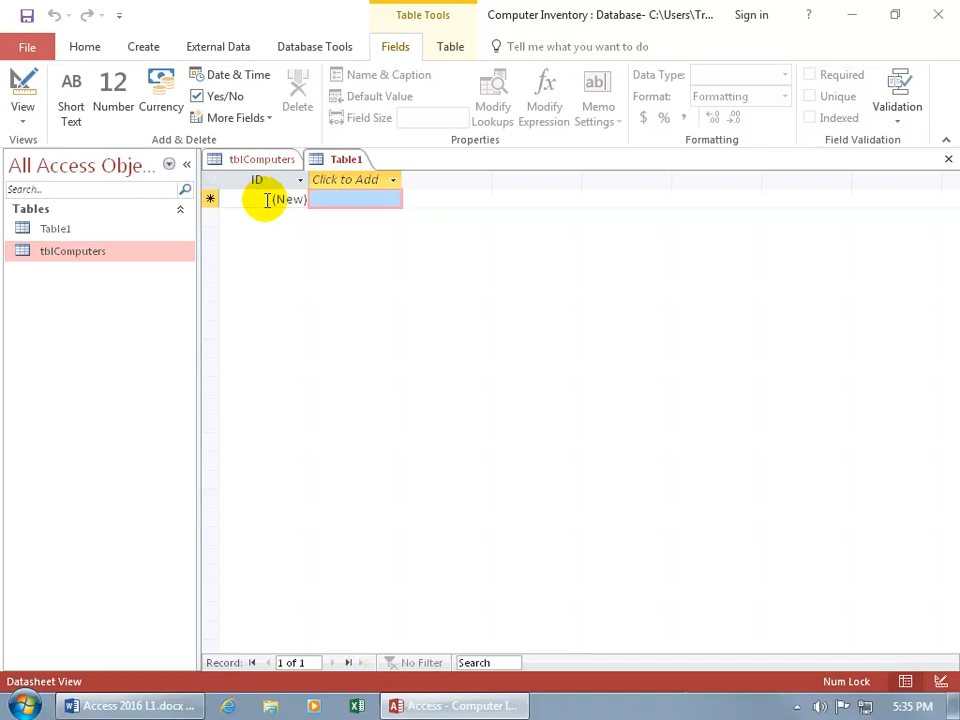 Table Tools
Computer Inventory : Database- C:\Users\Tr...
Sign in
?
File
Home
Create
External Data
Database Tools
Fields
Table
Tell me what you want to do
View
AB
Short Text
12
Number
Currency
Date & Time
Yes/No
More Fields
Delete
Name & Caption
Default Value
Field Size
Modify Lookups
fx
Modify Expression
ab
Memo Settings
Data Type:
Format:
Formatting
$ % ,
.00
Required
Unique
Indexed
Validation
Views
Add & Delete
Properties
Formatting
Field Validation
All Access Obje...
Search...
Tables
Table1
tblComputers
tblComputers
Table1
ID
Click to Add
(New)
Record:
1 of 1
No Filter
Search
Datasheet View
Num Lock
Access 2016 L1.docx ...
Access - Computer I...
5:35 PM